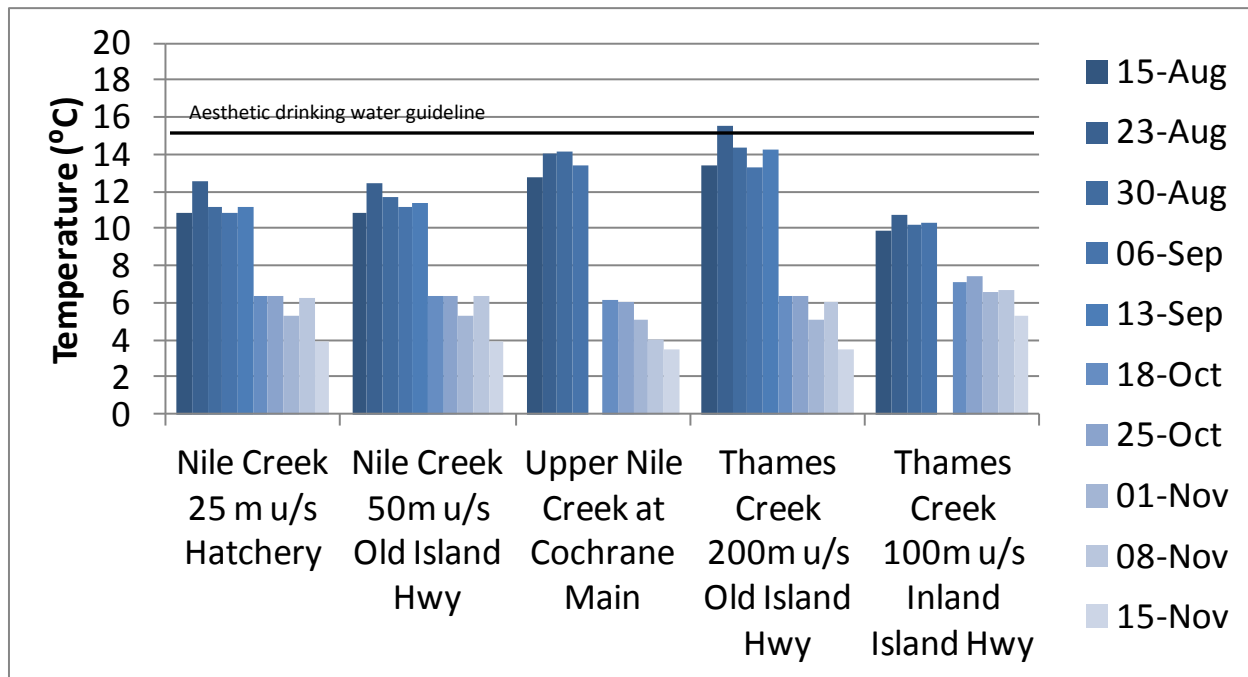 Temperature (ºC)
20
18
16
14
12
10
8
6
4
2
0
Aesthetic drinking water guideline
Nile Creek
25 m u/s
Hatchery
Nile Creek
50m u/s
Old Island
Hwy
Upper Nile
Creek at
Cochrane
Main
Thames
Creek
200m u/s
Old Island
Hwy
Thames
Creek
100m u/s
Inland
Island Hwy
15-Aug
23-Aug
30-Aug
06-Sep
13-Sep
18-Oct
25-Oct
01-Nov
08-Nov
15-Nov